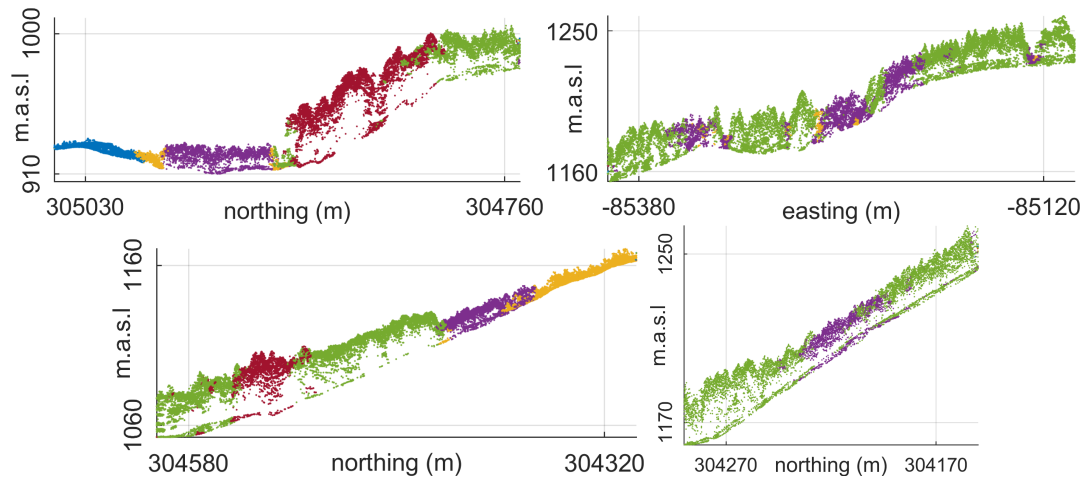 1000
m.a.s.l
910
305030
northing (m)
304760
1250
m.a.s.l
1160
-85380
easting (m)
-85120
1160
m.a.s.l
1060
304580
northing (m)
304320
1250
m.a.s.l
1170
304270
northing (m)
304170